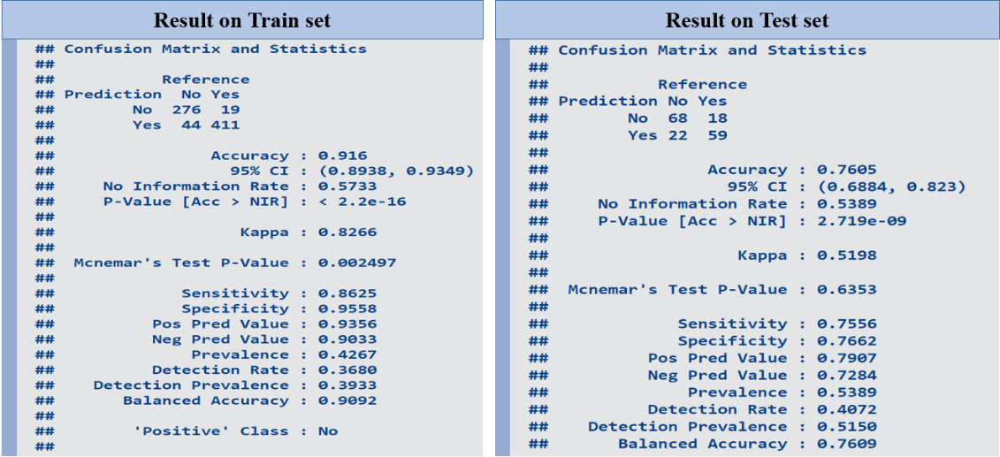 Result on Train set
## Confusion Matrix and Statistics
##
##           Reference
## Prediction  No Yes
##        No  276  19
##        Yes  44 411
##
##                Accuracy : 0.916
##                  95% CI : (0.8938, 0.9349)
##     No Information Rate : 0.5733
##     P-Value [Acc > NIR] : < 2.2e-16
##
##                   Kappa : 0.8266
##
##  Mcnemar's Test P-Value : 0.002497
##
##             Sensitivity : 0.8625
##             Specificity : 0.9558
##          Pos Pred Value : 0.9356
##          Neg Pred Value : 0.9033
##              Prevalence : 0.4267
##          Detection Rate : 0.3680
##    Detection Prevalence : 0.3933
##       Balanced Accuracy : 0.9092
##
##        'Positive' Class : No
##
Result on Test set
## Confusion Matrix and Statistics
##
##           Reference
## Prediction No Yes
##        No  68  18
##        Yes 22  59
##
##                Accuracy : 0.7605
##                  95% CI : (0.6884, 0.823)
##     No Information Rate : 0.5389
##     P-Value [Acc > NIR] : 2.719e-09
##
##                   Kappa : 0.5198
##
##  Mcnemar's Test P-Value : 0.6353
##
##             Sensitivity : 0.7556
##             Specificity : 0.7662
##          Pos Pred Value : 0.7907
##          Neg Pred Value : 0.7284
##              Prevalence : 0.5389
##          Detection Rate : 0.4072
##    Detection Prevalence : 0.5150
##       Balanced Accuracy : 0.7609